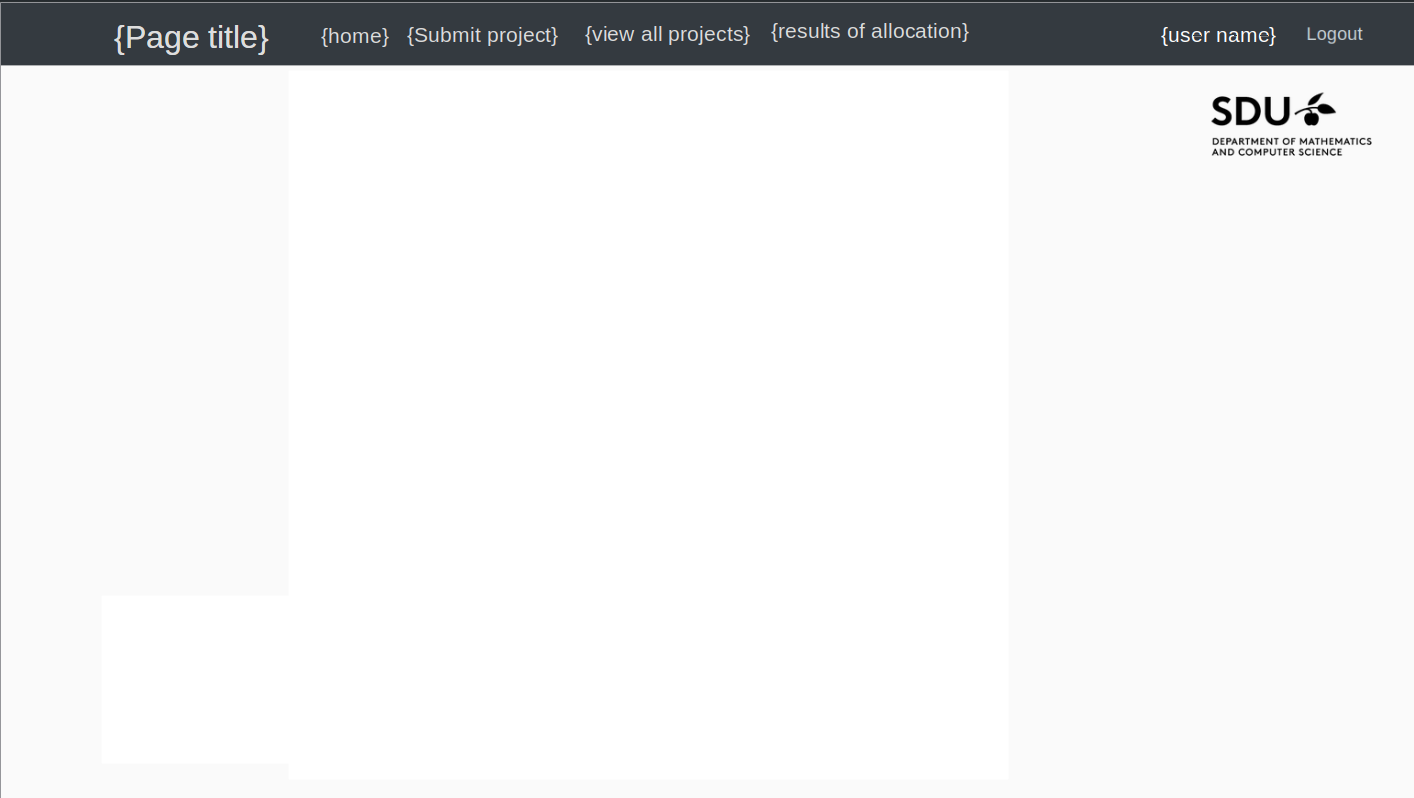 {Page title} {home} {Submit project} {view all projects} {results of allocation} {user name} Logout
SDU
DEPARTMENT OF MATHEMATICS
AND COMPUTER SCIENCE